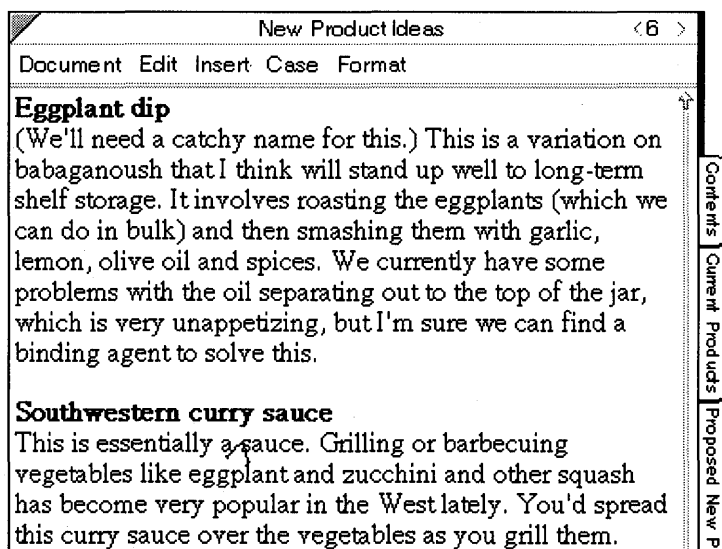 New Product Ideas <6 >
Document Edit Insert Case Format
Eggplant dip
(We'll need a catchy name for this.) This is a variation on
babaganoush that I think will stand up well to long-term
shelf storage. It involves roasting the eggplants (which we
can do in bulk) and then smashing them with garlic,
lemon, olive oil and spices. We currently have some
problems with the oil separating out to the top of the jar,
which is very unappetizing, but I'm sure we can find a
binding agent to solve this.
Southwestern curry sauce
This is essentially a sauce. Grilling or barbecuing
vegetables like eggplant and zucchini and other squash
has become very popular in the West lately. You'd spread
this curry sauce over the vegetables as you grill them.
Contents
Current Products
Proposed New P